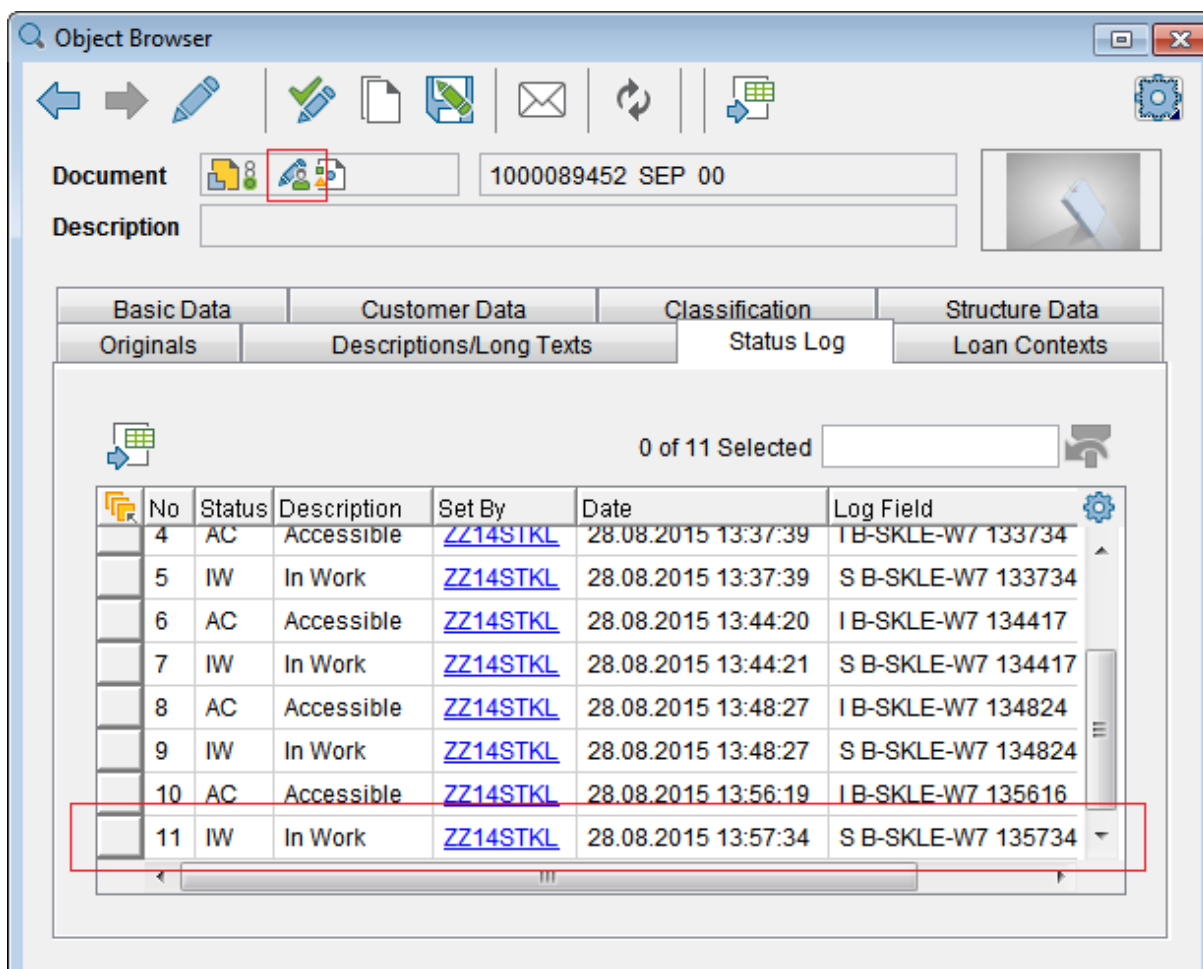 Object Browser
Document 1000089452 SEP 00
Description
Basic Data Customer Data Classification Structure Data
Originals Descriptions/Long Texts Status Log Loan Contexts
0 of 11 Selected
No Status Description Set By Date Log Field
4 AC Accessible ZZ14STKL 28.08.2015 13:37:39 I B-SKLE-W7 133734
5 IW In Work ZZ14STKL 28.08.2015 13:37:39 S B-SKLE-W7 133734
6 AC Accessible ZZ14STKL 28.08.2015 13:44:20 I B-SKLE-W7 134417
7 IW In Work ZZ14STKL 28.08.2015 13:44:21 S B-SKLE-W7 134417
8 AC Accessible ZZ14STKL 28.08.2015 13:48:27 I B-SKLE-W7 134824
9 IW In Work ZZ14STKL 28.08.2015 13:48:27 S B-SKLE-W7 134824
10 AC Accessible ZZ14STKL 28.08.2015 13:56:19 I B-SKLE-W7 135616
11 IW In Work ZZ14STKL 28.08.2015 13:57:34 S B-SKLE-W7 135734